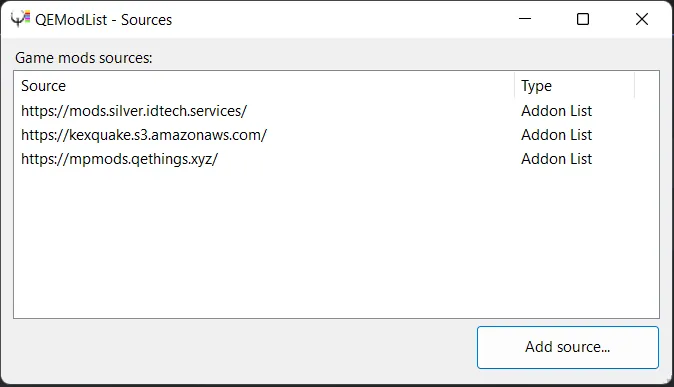 QEModList - Sources
Game mods sources:
Source Type
https://mods.silver.idtech.services/ Addon List
https://kexquake.s3.amazonaws.com/ Addon List
https://mpmods.qethings.xyz/ Addon List
Add source...